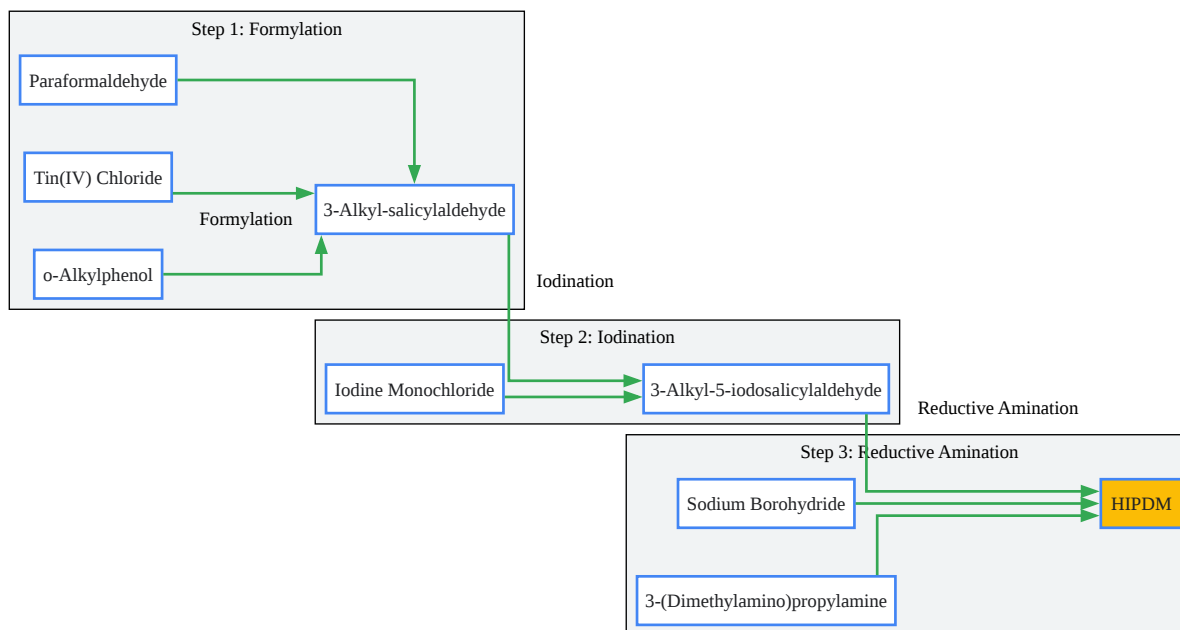 Step 1: Formylation
Paraformaldehyde
Tin(IV) Chloride
3-Alkyl-salicylaldehyde
Formylation
o-Alkylphenol
Iodination
Step 2: Iodination
Iodine Monochloride
3-Alkyl-5-iodosalicylaldehyde
Reductive Amination
Step 3: Reductive Amination
Sodium Borohydride
HIPDM
3-(Dimethylamino)propylamine